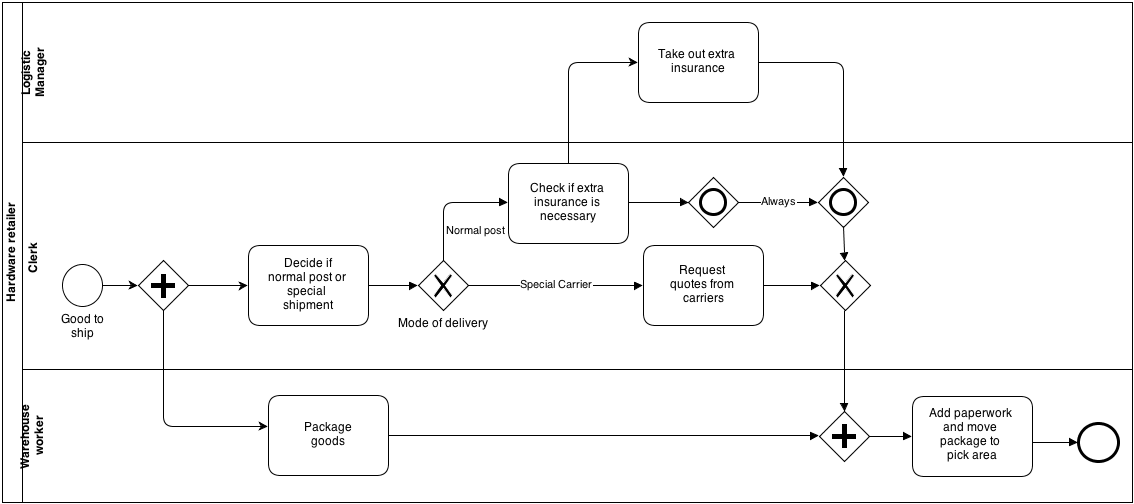 Hardware retailer
Logistic
Manager
Take out extra
insurance
Clerk
Good to
ship
Decide if
normal post or
special
shipment
Mode of delivery
Normal post
Check if extra
insurance is
necessary
Always
Special Carrier
Request
quotes from
carriers
Warehouse
worker
Package
goods
Add paperwork
and move
package to
pick area